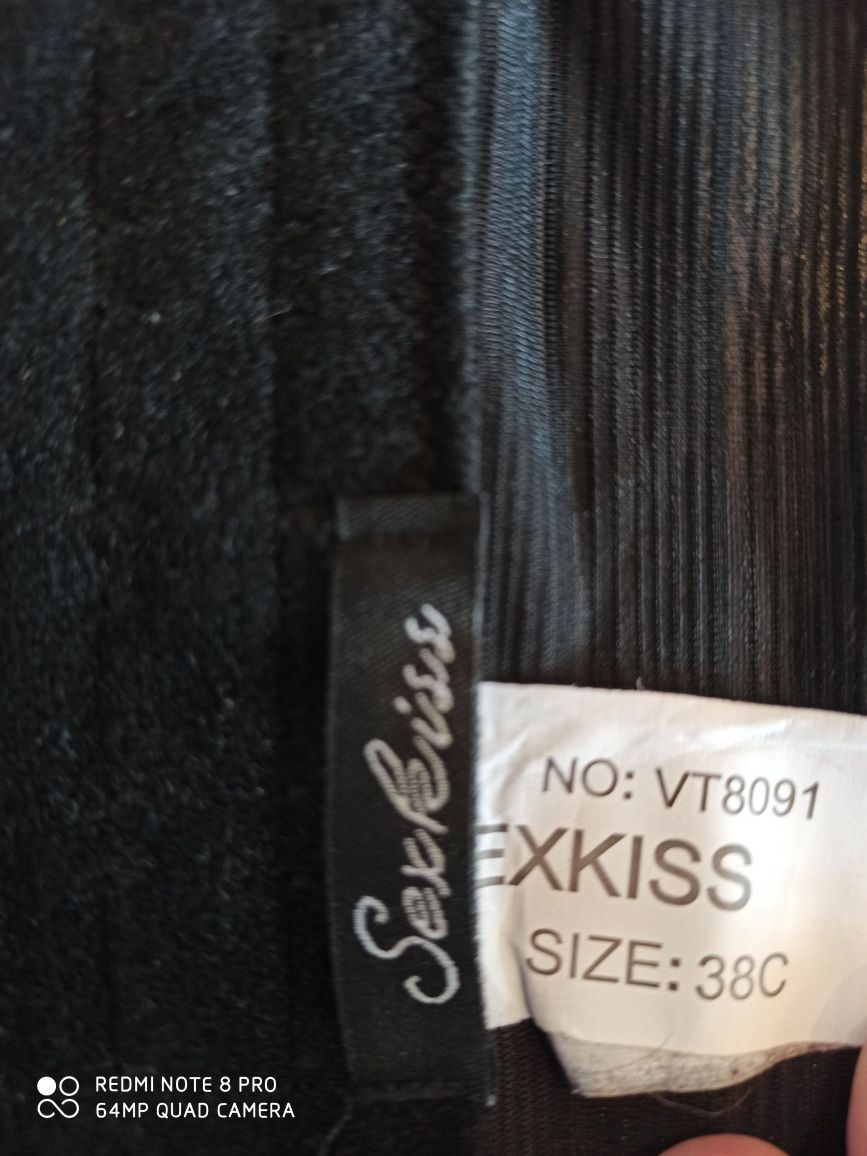 Sexkiss
NO: VT8091
EXKISS
SIZE: 38C
REDMI NOTE 8 PRO
64MP QUAD CAMERA